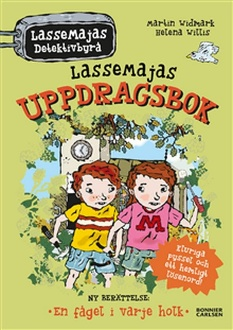 LasseMajas
Detektivbyrå
Martin Widmark
Helena Willis
LasseMajas
UPPDRAGSBOK
M
Kluriga
pyssel och
ett hemligt
lösenord!
NY BERÄTTELSE:
• En fågel i varje holk •
BONNIER
CARLSEN